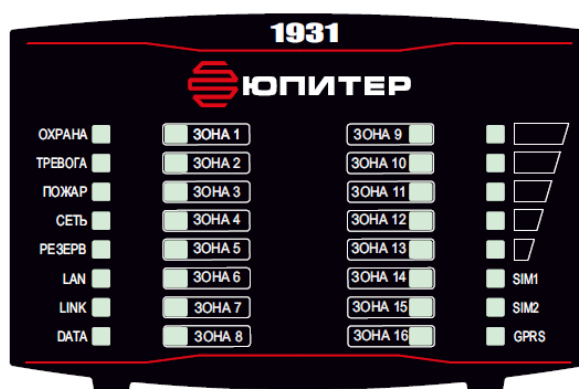 1931
ЮПИТЕР
ОХРАНА ЗОНА 1 ЗОНА 9
ТРЕВОГА ЗОНА 2 ЗОНА 10
ПОЖАР ЗОНА 3 ЗОНА 11
СЕТЬ ЗОНА 4 ЗОНА 12
РЕЗЕРВ ЗОНА 5 ЗОНА 13
LAN ЗОНА 6 ЗОНА 14 SIM1
LINK ЗОНА 7 ЗОНА 15 SIM2
DATA ЗОНА 8 ЗОНА 16 GPRS